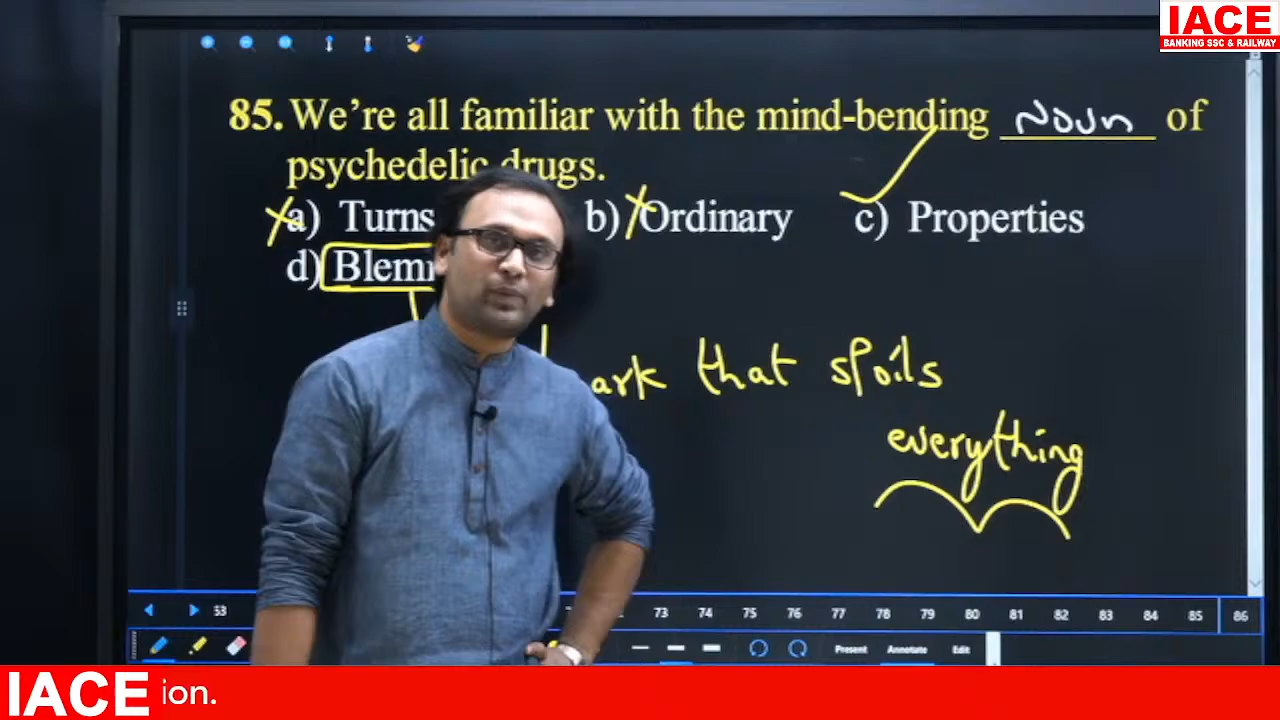 IACE
BANKING SSC & RAILWAY
85. We're all familiar with the mind-bending Noun of
psychedelic drugs.
a) Turns b) Ordinary c) Properties
d)
that spoils
everything
53 73 74 75 76 77 78 79 80 81 82 83 84 85 86
Present Annotate Edit
IACE ion.